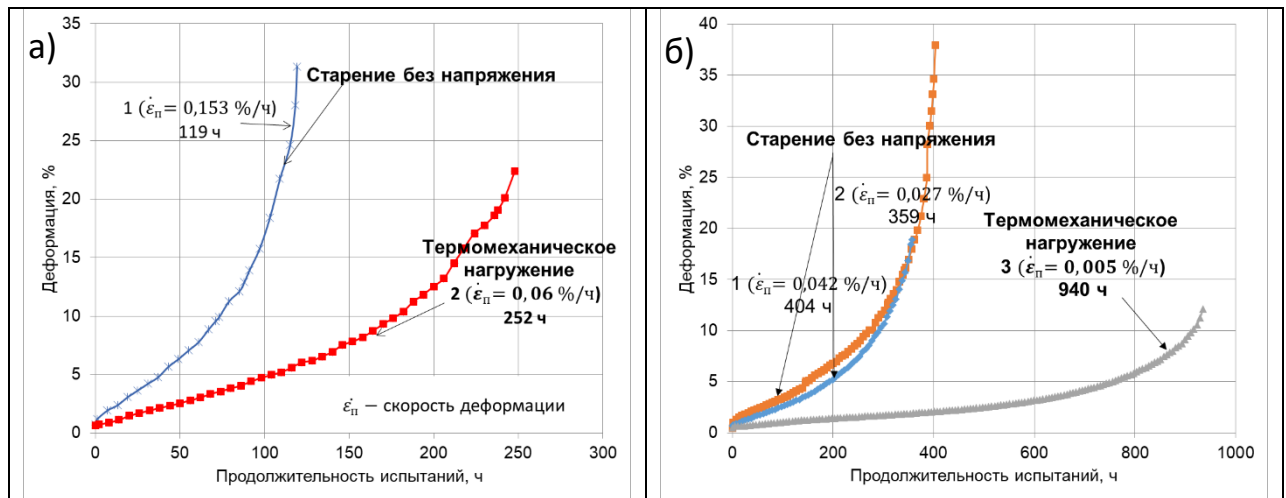 а)
35
30
25
20
15
10
5
0
Деформация, %
Старение без напряжения
1 (ε̇п= 0,153 %/ч)
119 ч
Термомеханическое
нагружение
2 (ε̇п= 0,06 %/ч)
252 ч
ε̇п – скорость деформации
0 50 100 150 200 250 300
Продолжительность испытаний, ч
б)
40
35
30
25
20
15
10
5
0
Деформация, %
Старение без напряжения
2 (ε̇п= 0,027 %/ч)
359 ч
1 (ε̇п= 0,042 %/ч)
404 ч
Термомеханическое
нагружение
3 (ε̇п= 0,005 %/ч)
940 ч
0 200 400 600 800 1000
Продолжительность испытаний, ч